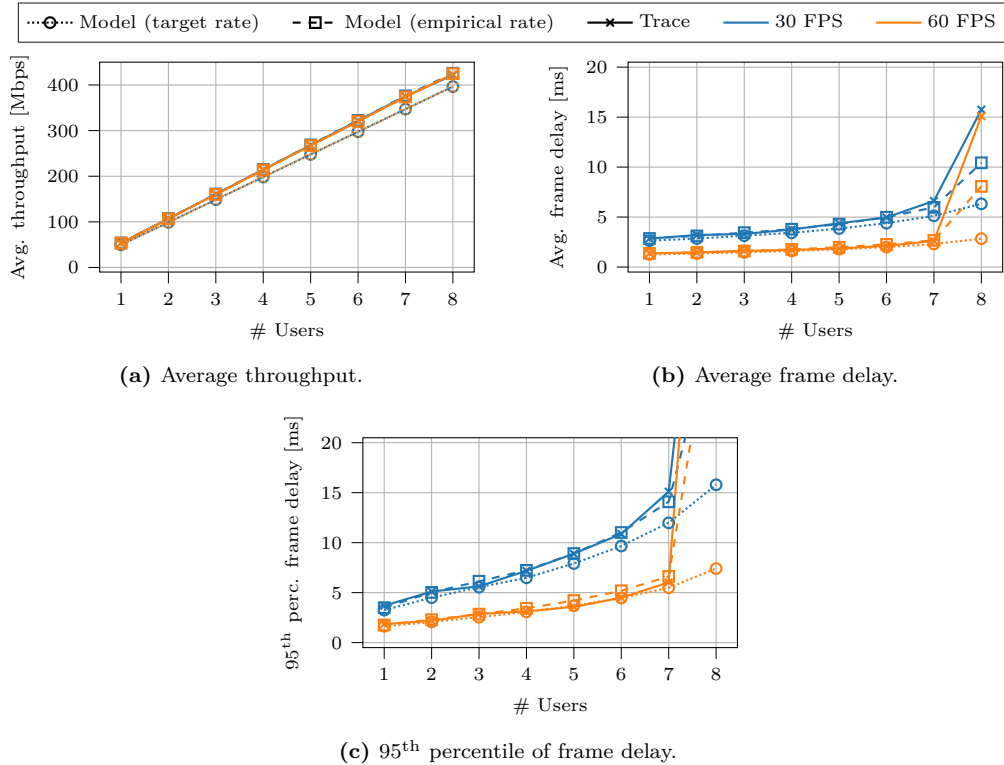 Model (target rate) Model (empirical rate) Trace 30 FPS 60 FPS
Avg. throughput [Mbps]
400
300
200
100
0
1 2 3 4 5 6 7 8
# Users
(a) Average throughput.
Avg. frame delay [ms]
20
15
10
5
0
1 2 3 4 5 6 7 8
# Users
(b) Average frame delay.
95th perc. frame delay [ms]
20
15
10
5
0
1 2 3 4 5 6 7 8
# Users
(c) 95th percentile of frame delay.